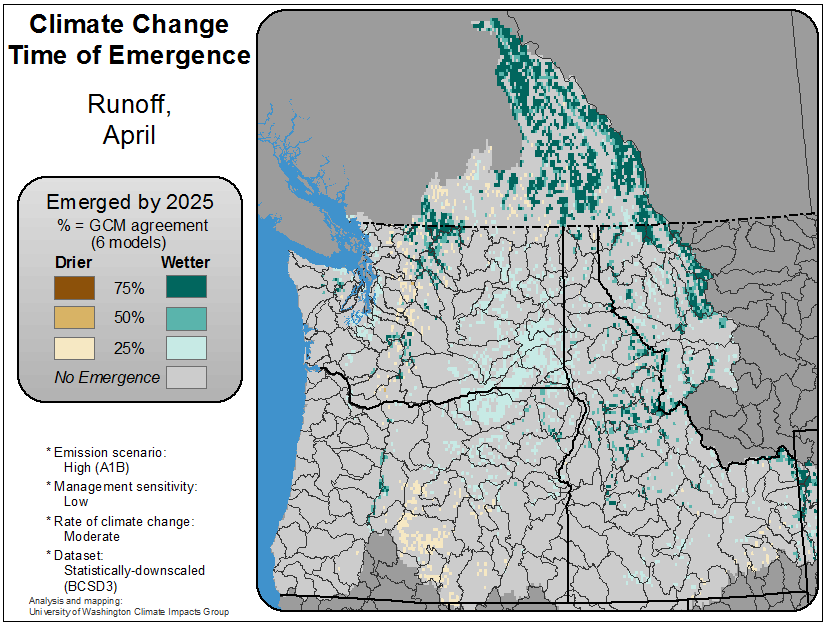 Climate Change
Time of Emergence
Runoff,
April
Emerged by 2025
% = GCM agreement
(6 models)
Drier Wetter
75%
50%
25%
No Emergence
* Emission scenario:
High (A1B)
* Management sensitivity:
Low
* Rate of climate change:
Moderate
* Dataset:
Statistically-downscaled
(BCSD3)
Analysis and mapping:
University of Washington Climate Impacts Group